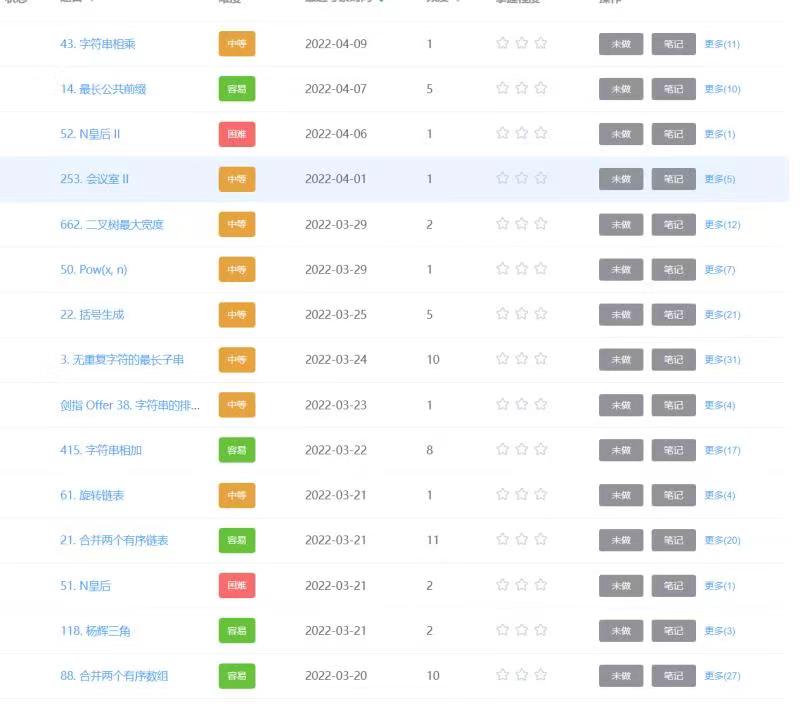 43. 字符串相乘 中等 2022-04-09 1 未做 笔记 更多(11)
14. 最长公共前缀 容易 2022-04-07 5 未做 笔记 更多(10)
52. N皇后 II 困难 2022-04-06 1 未做 笔记 更多(1)
253. 会议室 II 中等 2022-04-01 1 未做 笔记 更多(5)
662. 二叉树最大宽度 中等 2022-03-29 2 未做 笔记 更多(12)
50. Pow(x, n) 中等 2022-03-29 1 未做 笔记 更多(7)
22. 括号生成 中等 2022-03-25 5 未做 笔记 更多(21)
3. 无重复字符的最长子串 中等 2022-03-24 10 未做 笔记 更多(31)
剑指 Offer 38. 字符串的排... 中等 2022-03-23 1 未做 笔记 更多(4)
415. 字符串相加 容易 2022-03-22 8 未做 笔记 更多(17)
61. 旋转链表 中等 2022-03-21 1 未做 笔记 更多(4)
21. 合并两个有序链表 容易 2022-03-21 11 未做 笔记 更多(20)
51. N皇后 困难 2022-03-21 2 未做 笔记 更多(1)
118. 杨辉三角 容易 2022-03-21 2 未做 笔记 更多(3)
88. 合并两个有序数组 容易 2022-03-20 10 未做 笔记 更多(27)